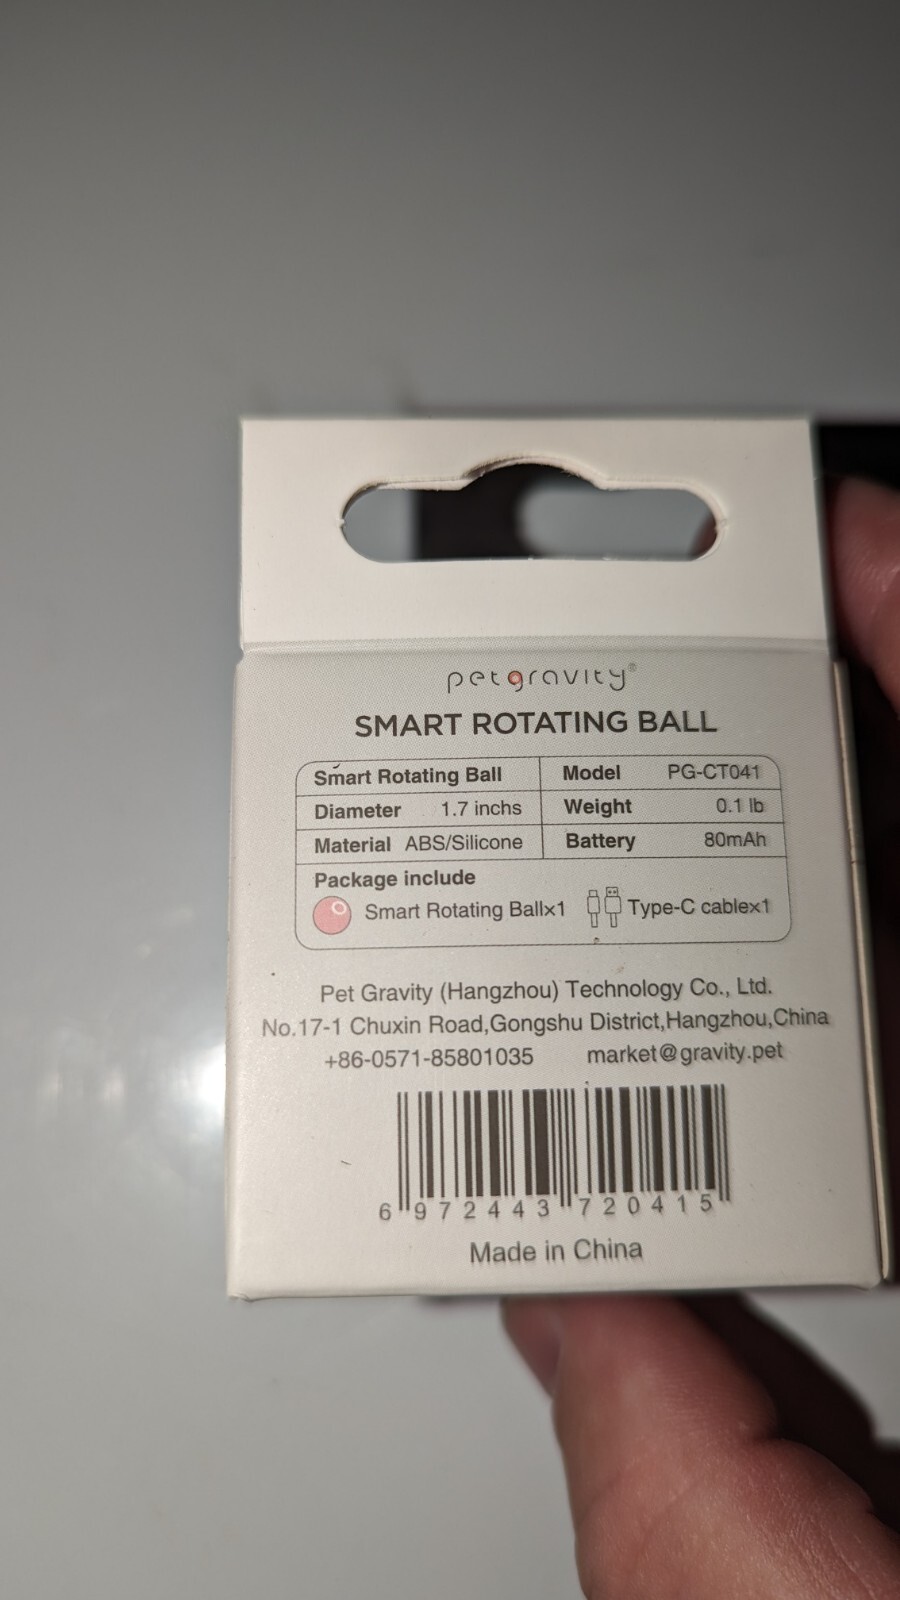 petgravity®
SMART ROTATING BALL
Smart Rotating Ball Model PG-CT041
Diameter 1.7 inchs Weight 0.1 lb
Material ABS/Silicone Battery 80mAh
Package include
Smart Rotating Ball×1 Type-C cable×1
Pet Gravity (Hangzhou) Technology Co., Ltd.
No.17-1 Chuxin Road,Gongshu District,Hangzhou,China
+86-0571-85801035 market@gravity.pet
6 972443 720415
Made in China